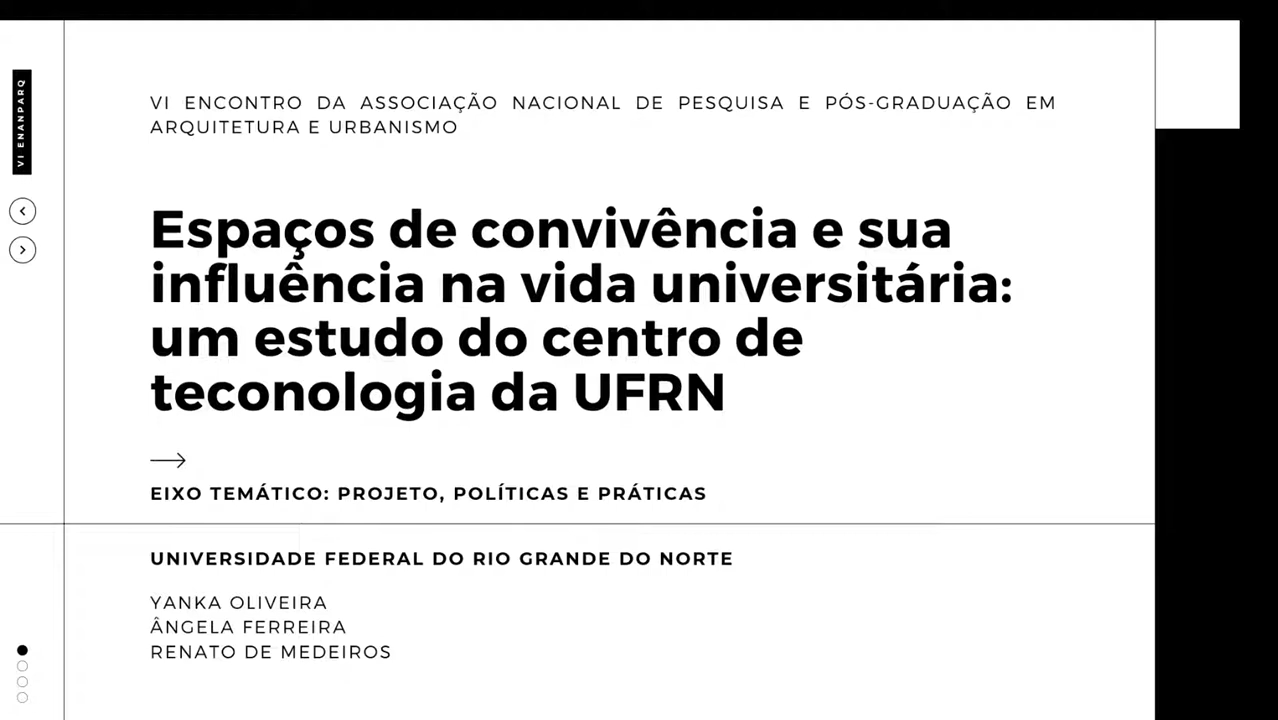 VI ENANPARQ
VI ENCONTRO DA ASSOCIAÇÃO NACIONAL DE PESQUISA E PÓS-GRADUAÇÃO EM
ARQUITETURA E URBANISMO
Espaços de convivência e sua
influência na vida universitária:
um estudo do centro de
teconologia da UFRN
EIXO TEMÁTICO: PROJETO, POLÍTICAS E PRÁTICAS
UNIVERSIDADE FEDERAL DO RIO GRANDE DO NORTE
YANKA OLIVEIRA
ÂNGELA FERREIRA
RENATO DE MEDEIROS